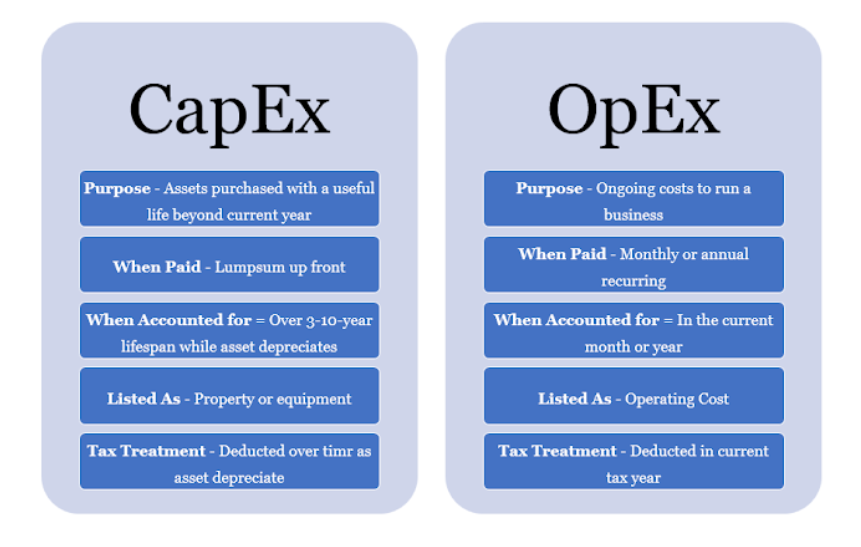 CapEx
Purpose - Assets purchased with a useful
life beyond current year
When Paid - Lumpsum up front
When Accounted for = Over 3-10-year
lifespan while asset depreciates
Listed As - Property or equipment
Tax Treatment - Deducted over timr as
asset depreciate
OpEx
Purpose - Ongoing costs to run a
business
When Paid - Monthly or annual
recurring
When Accounted for = In the current
month or year
Listed As - Operating Cost
Tax Treatment - Deducted in current
tax year